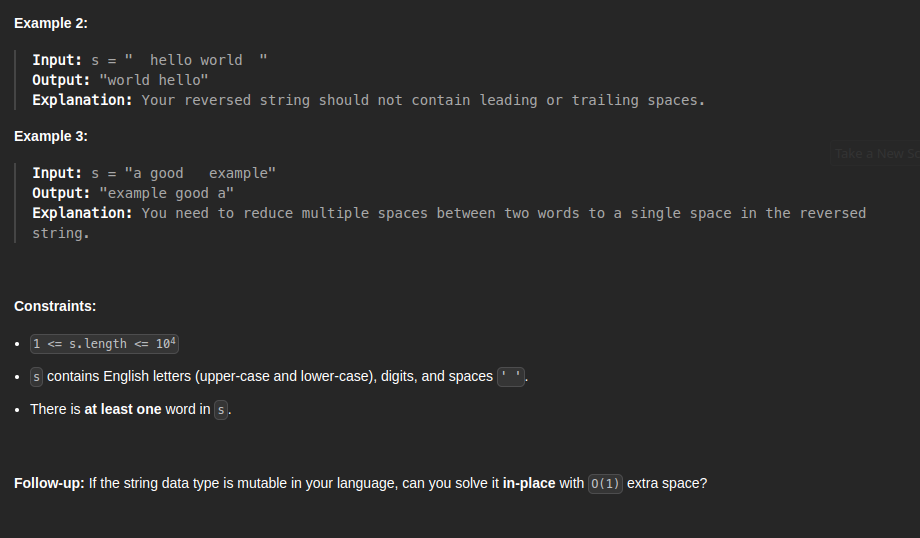 Example 2:
Input: s = "  hello world  "
Output: "world hello"
Explanation: Your reversed string should not contain leading or trailing spaces.
Example 3:
Take a New Sc
Input: s = "a good   example"
Output: "example good a"
Explanation: You need to reduce multiple spaces between two words to a single space in the reversed
string.
Constraints:
• 1 <= s.length <= 10⁴
• s contains English letters (upper-case and lower-case), digits, and spaces ' '.
• There is at least one word in s.
Follow-up: If the string data type is mutable in your language, can you solve it in-place with O(1) extra space?